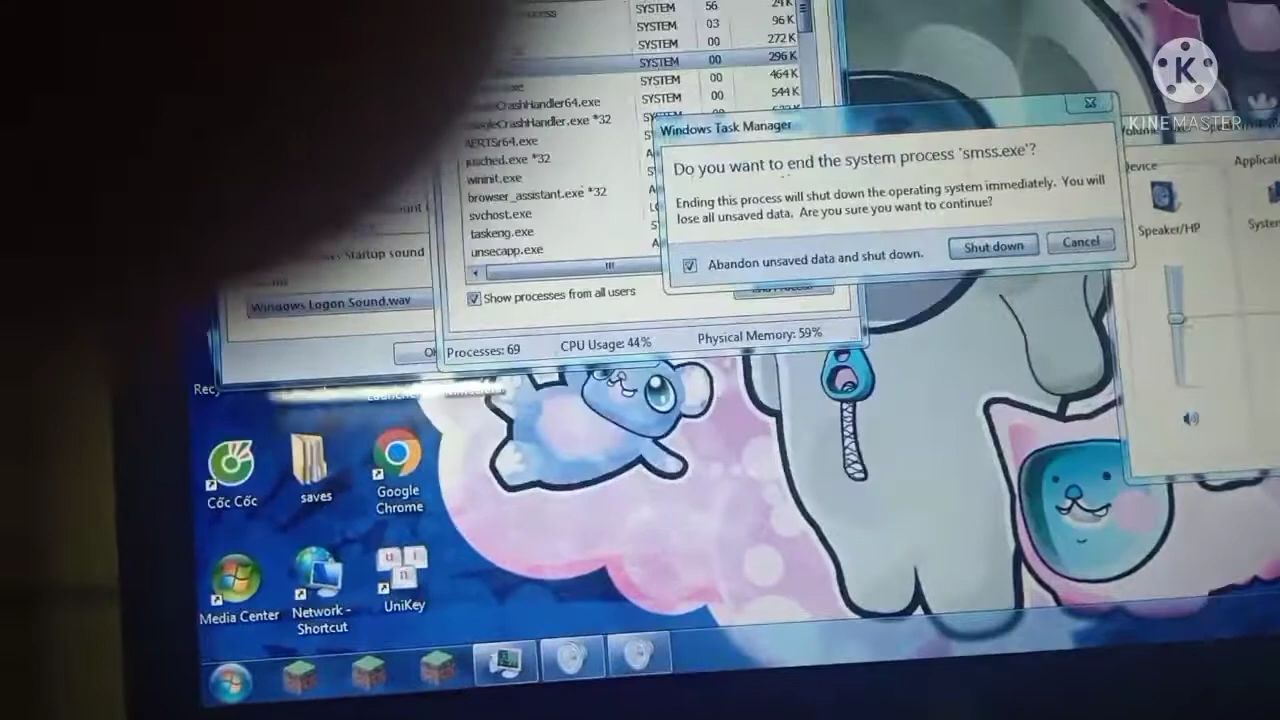 SYSTEM 56 24 K
SYSTEM 03 96 K
SYSTEM 00 272 K
SYSTEM 00 296 K
SYSTEM 00 464 K
CrashHandler64.exe SYSTEM 00 544 K
CrashHandler.exe *32
AERTSr64.exe
jusched.exe *32
wininit.exe
browser_assistant.exe *32
svchost.exe
taskeng.exe
unsecapp.exe
Show processes from all users
Processes: 69 CPU Usage: 44% Physical Memory: 59%
Windows Task Manager
Do you want to end the system process 'smss.exe'?
Ending this process will shut down the operating system immediately. You will
lose all unsaved data. Are you sure you want to continue?
Abandon unsaved data and shut down.
Shut down
Cancel
KINEMASTER
Speaker/HP
Startup sound
Windows Logon Sound.wav
Cốc Cốc
saves
Google
Chrome
Media Center
Network -
Shortcut
UniKey